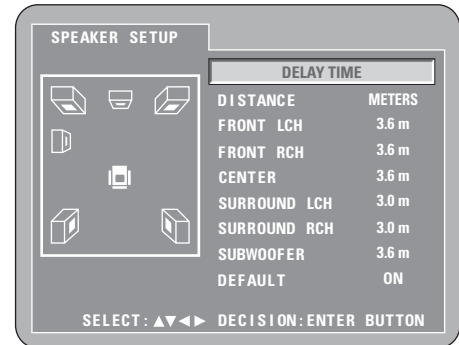 SPEAKER SETUP
DELAY TIME
DISTANCE METERS
FRONT LCH 3.6 m
FRONT RCH 3.6 m
CENTER 3.6 m
SURROUND LCH 3.0 m
SURROUND RCH 3.0 m
SUBWOOFER 3.6 m
DEFAULT ON
SELECT:▲▼◀▶ DECISION:ENTER BUTTON